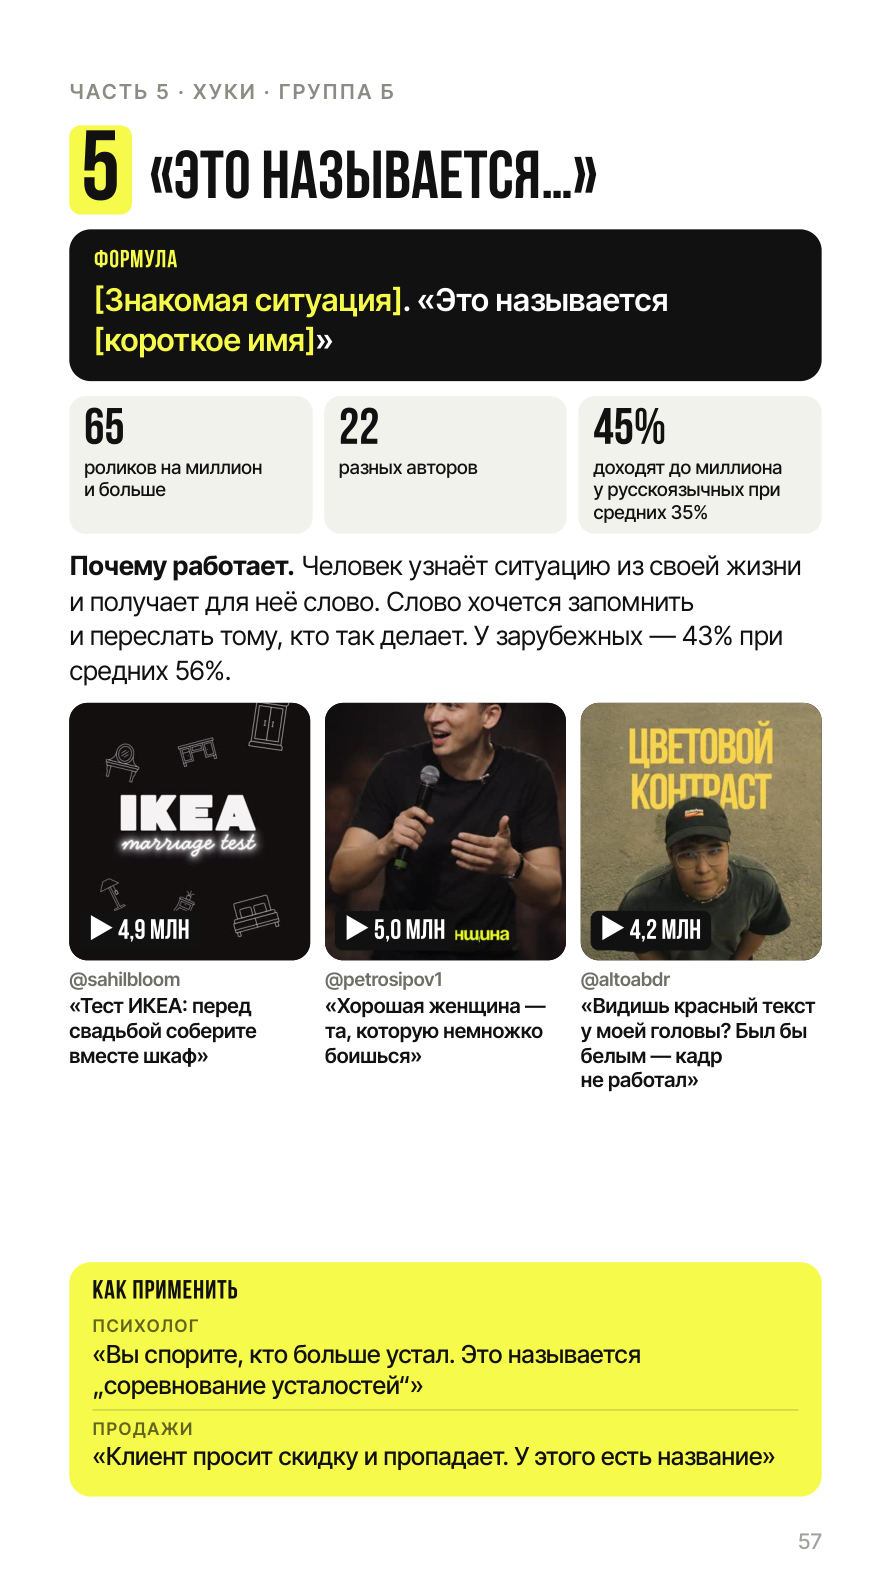 ЧАСТЬ 5 · ХУКИ · ГРУППА Б
5 «ЭТО НАЗЫВАЕТСЯ...»
ФОРМУЛА
[Знакомая ситуация]. «Это называется
[короткое имя]»
65
роликов на миллион
и больше
22
разных авторов
45%
доходят до миллиона
у русскоязычных при
средних 35%
Почему работает. Человек узнаёт ситуацию из своей жизни
и получает для неё слово. Слово хочется запомнить
и переслать тому, кто так делает. У зарубежных — 43% при
средних 56%.
IKEA
marriage test
4,9 МЛН
@sahilbloom
«Тест ИКЕА: перед
свадьбой соберите
вместе шкаф»
5,0 МЛН
нщина
@petrosipov1
«Хорошая женщина —
та, которую немножко
боишься»
ЦВЕТОВОЙ
КОНТРАСТ
4,2 МЛН
@altoabdr
«Видишь красный текст
у моей головы? Был бы
белым — кадр
не работал»
КАК ПРИМЕНИТЬ
ПСИХОЛОГ
«Вы спорите, кто больше устал. Это называется
„соревнование усталостей“»
ПРОДАЖИ
«Клиент просит скидку и пропадает. У этого есть название»
57